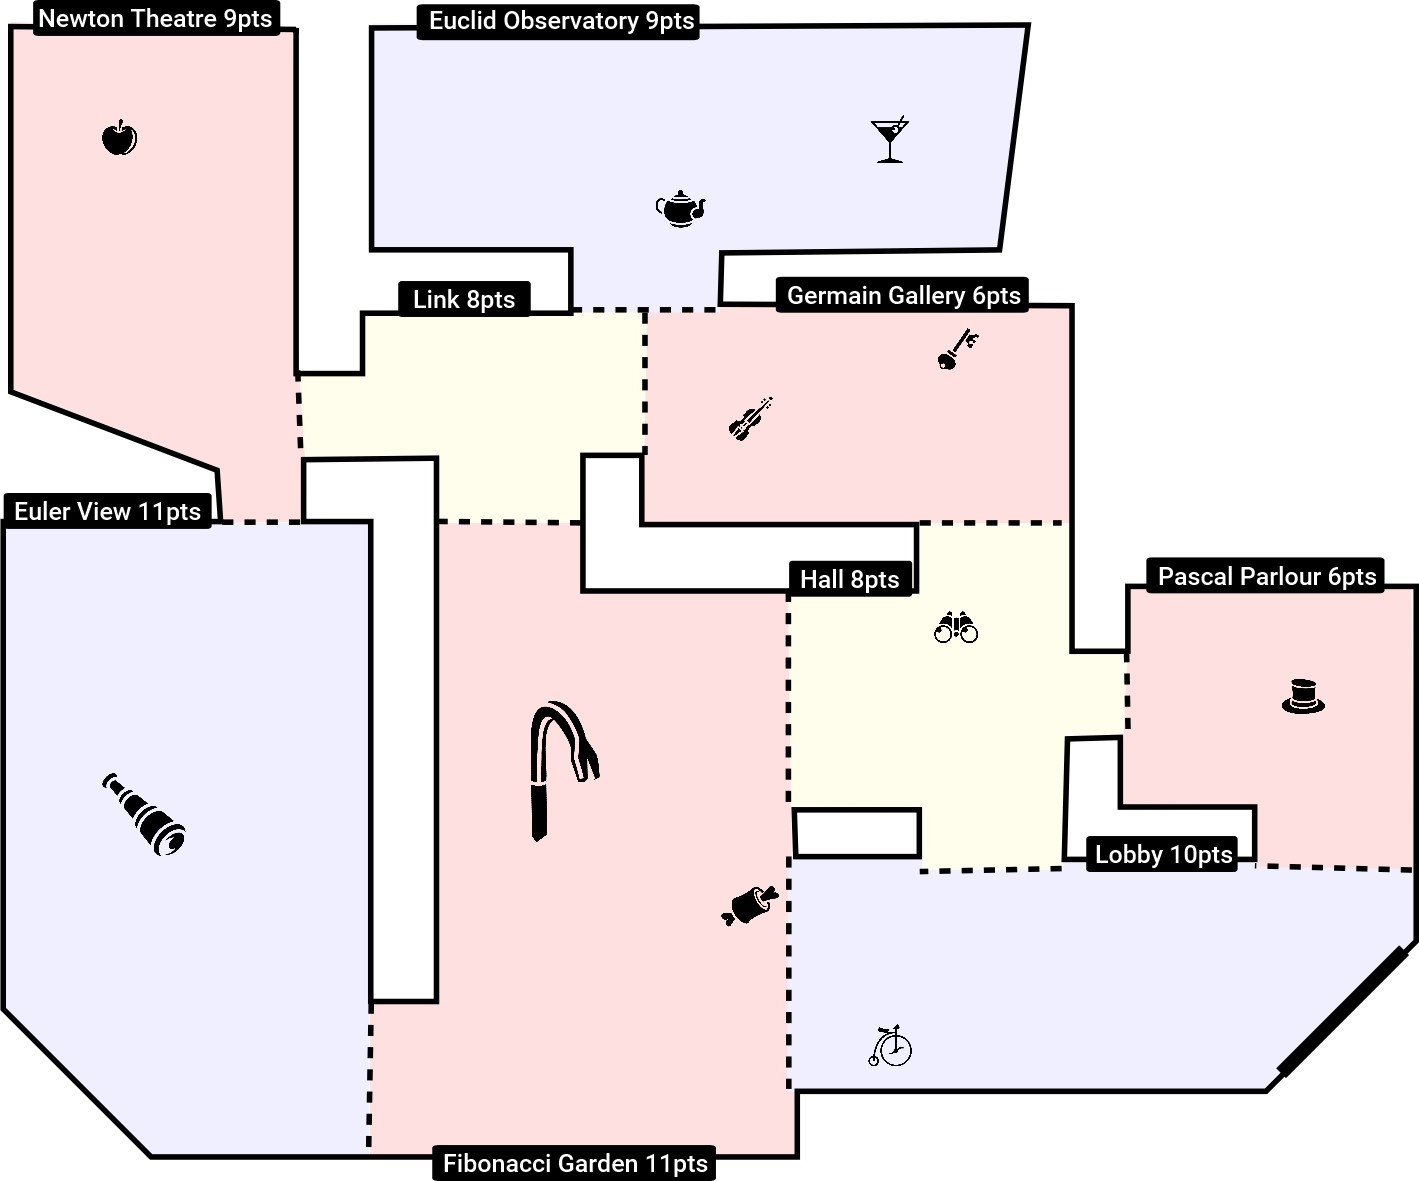 Newton Theatre 9pts
Euclid Observatory 9pts
Link 8pts
Germain Gallery 6pts
Euler View 11pts
Hall 8pts
Pascal Parlour 6pts
Lobby 10pts
Fibonacci Garden 11pts